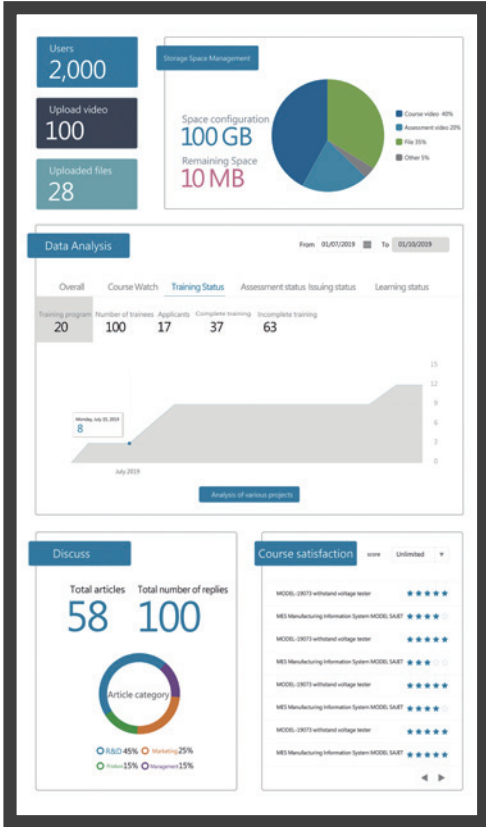 Users
2,000
Upload video
100
Uploaded files
28
Storage Space Management
Space configuration
100 GB
Remaining Space
10 MB
Course video 40%
Assessment video 20%
File 35%
Other 5%
Data Analysis
From 01/07/2019 To 01/10/2019
Overall Course Watch Training Status Assessment status Issuing status Learning status
Training program Number of trainees Applicants Complete training Incomplete training
20 100 17 37 63
15
12
9
6
3
0
Monday, July 15, 2019
8
July 2019
Analysis of various projects
Discuss
Total articles Total number of replies
58 100
Article category
R&D 45% Marketing 25%
Product 15% Management 15%
Course satisfaction score Unlimited
MODEL-19073 withstand voltage tester
MES Manufacturing Information System MODEL SAJET
MODEL-19073 withstand voltage tester
MES Manufacturing Information System MODEL SAJET
MODEL-19073 withstand voltage tester
MES Manufacturing Information System MODEL SAJET
MODEL-19073 withstand voltage tester
MES Manufacturing Information System MODEL SAJET